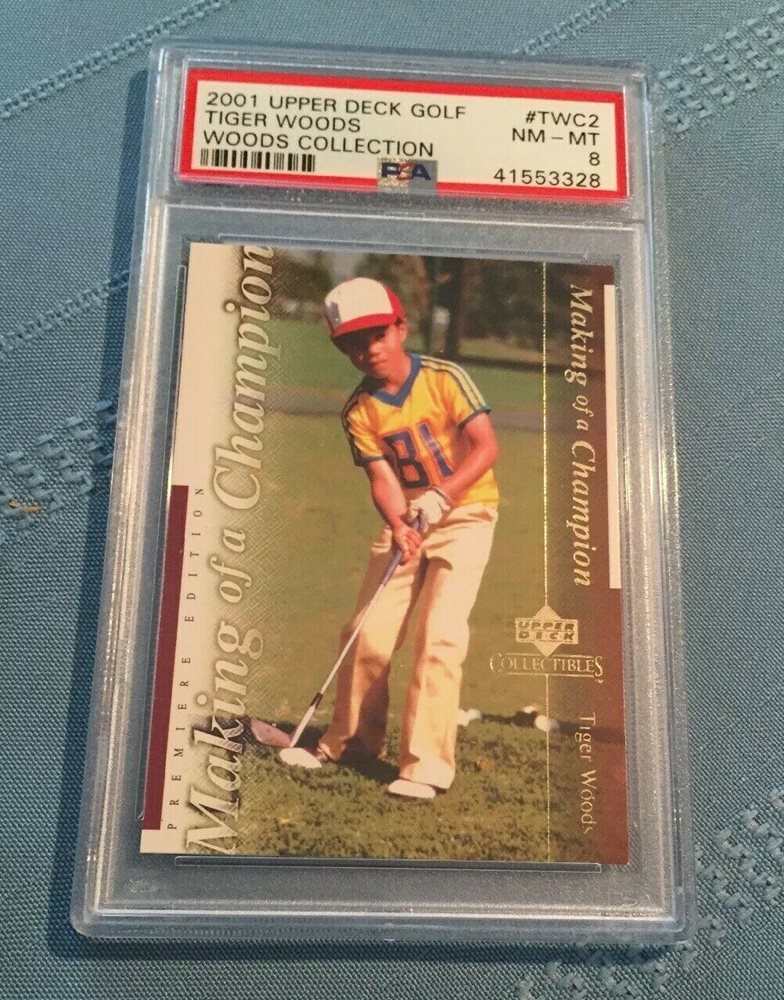 2001 UPPER DECK GOLF #TWC2
TIGER WOODS NM-MT
WOODS COLLECTION 8
PSA 41553328
Making of a Champion
PREMIERE EDITION
81
Making of a Champion
UPPER
DECK
COLLECTIBLES
Tiger Woods